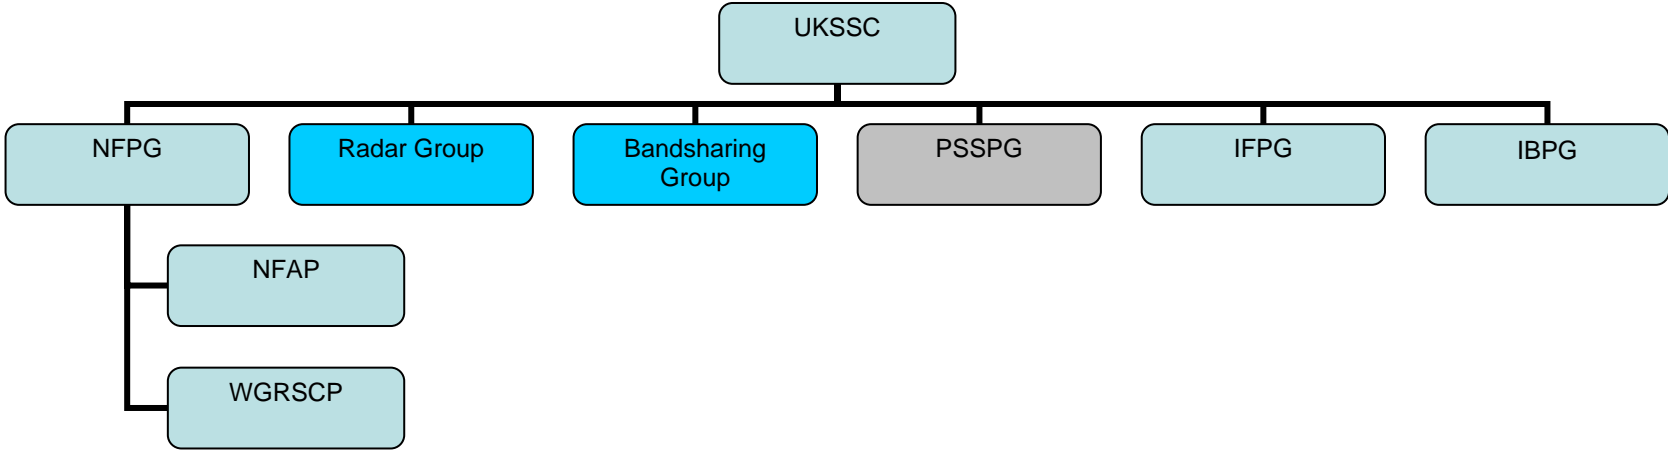 UKSSC
NFPG
Radar Group
Bandsharing
Group
PSSPG
IFPG
IBPG
NFAP
WGRSCP